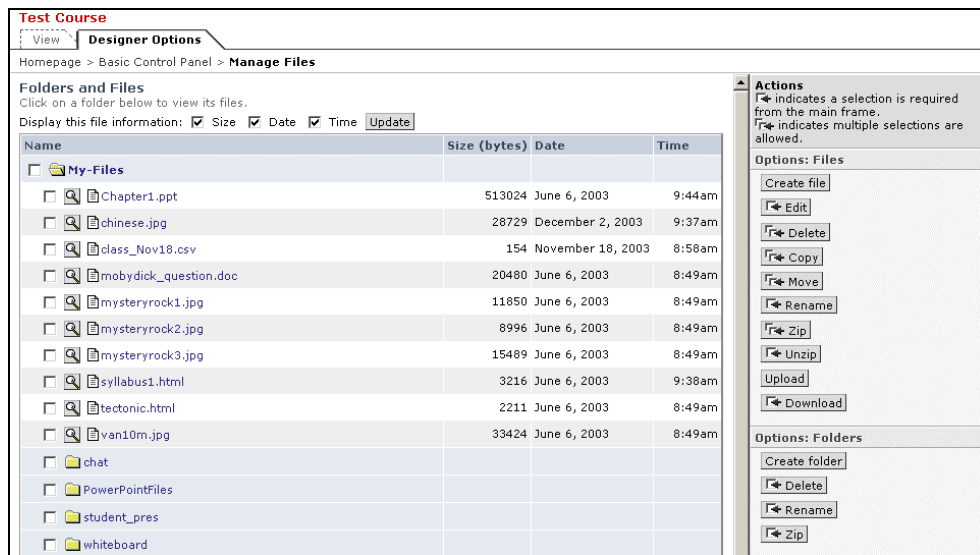 Test Course
View Designer Options
Homepage > Basic Control Panel > Manage Files
Folders and Files
Click on a folder below to view its files.
Display this file information: Size Date Time Update
Name Size (bytes) Date Time
My-Files
Chapter1.ppt 513024 June 6, 2003 9:44am
chinese.jpg 28729 December 2, 2003 9:37am
class_Nov18.csv 154 November 18, 2003 8:58am
mobydick_question.doc 20480 June 6, 2003 8:49am
mysteryrock1.jpg 11850 June 6, 2003 8:49am
mysteryrock2.jpg 8996 June 6, 2003 8:49am
mysteryrock3.jpg 15489 June 6, 2003 8:49am
syllabus1.html 3216 June 6, 2003 9:38am
tectonic.html 2211 June 6, 2003 8:49am
van10m.jpg 33424 June 6, 2003 8:49am
chat
PowerPointFiles
student_pres
whiteboard
Actions
indicates a selection is required
from the main frame.
indicates multiple selections are
allowed.
Options: Files
Create file
Edit
Delete
Copy
Move
Rename
Zip
Unzip
Upload
Download
Options: Folders
Create folder
Delete
Rename
Zip